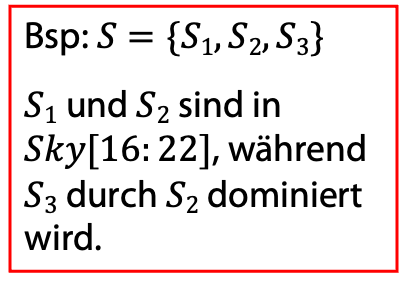 Bsp: S = {S₁, S₂, S₃}
S₁ und S₂ sind in
Sky[16: 22], während
S₃ durch S₂ dominiert
wird.